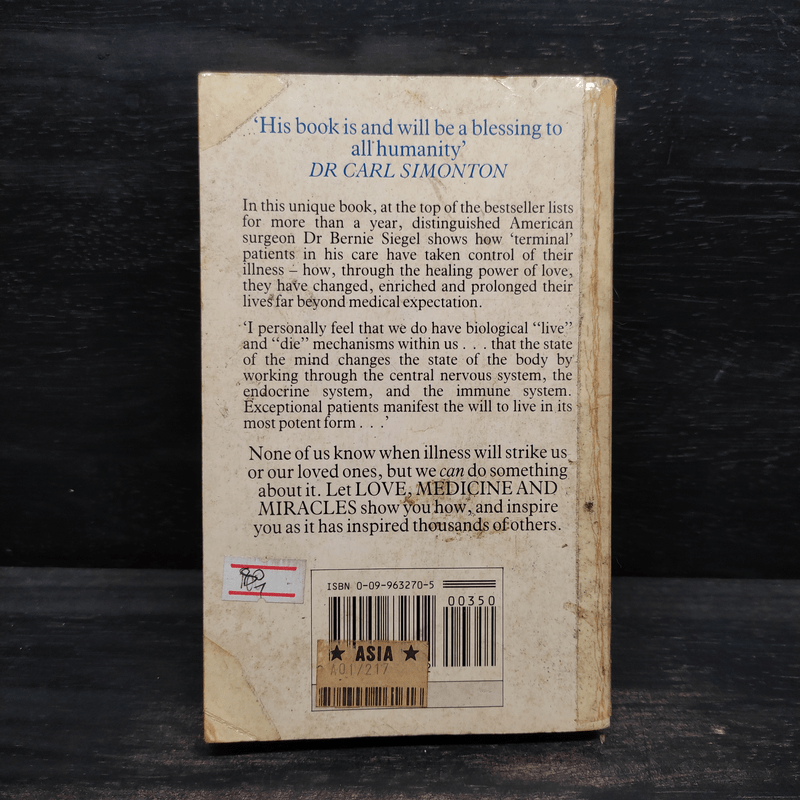 ‘His book is and will be a blessing to
all humanity’
DR CARL SIMONTON
In this unique book, at the top of the bestseller lists
for more than a year, distinguished American
surgeon Dr Bernie Siegel shows how ‘terminal’
patients in his care have taken control of their
illness – how, through the healing power of love,
they have changed, enriched and prolonged their
lives far beyond medical expectation.
‘I personally feel that we do have biological “live”
and “die” mechanisms within us . . . that the state
of the mind changes the state of the body by
working through the central nervous system, the
endocrine system, and the immune system.
Exceptional patients manifest the will to live in its
most potent form . . .’
None of us know when illness will strike us
or our loved ones, but we can do something
about it. Let LOVE, MEDICINE AND
MIRACLES show you how, and inspire
you as it has inspired thousands of others.
ISBN 0-09-963270-5
00350
★ ASIA ★
A01/217